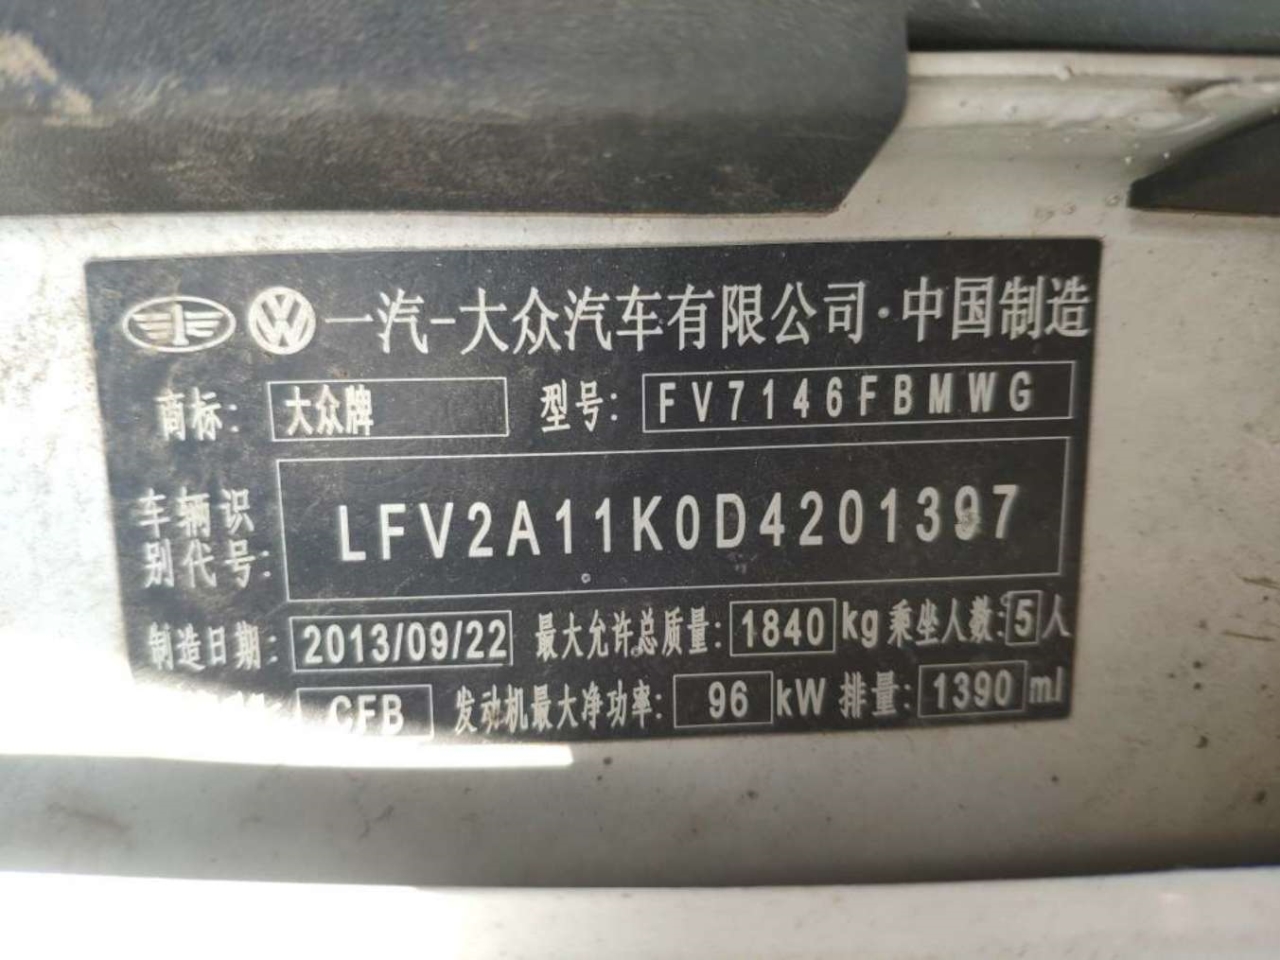 一汽-大众汽车有限公司·中国制造
商标: 大众牌 型号: FV7146FBMWG
车辆识别代号: LFV2A11K0D4201397
制造日期: 2013/09/22 最大允许总质量: 1840 kg 乘坐人数: 5 人
CFB 发动机最大净功率: 96 kW 排量: 1390 ml